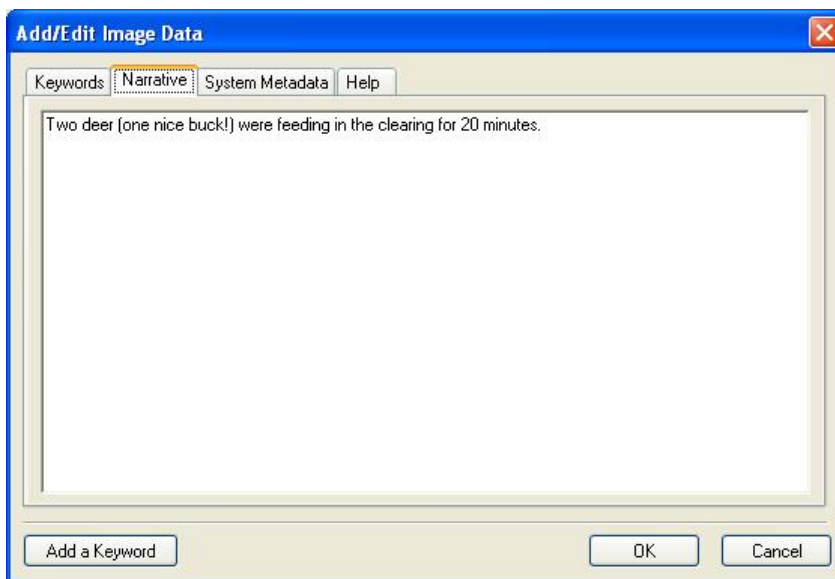 Add/Edit Image Data
Keywords Narrative System Metadata Help
Two deer (one nice buck!) were feeding in the clearing for 20 minutes.
Add a Keyword OK Cancel